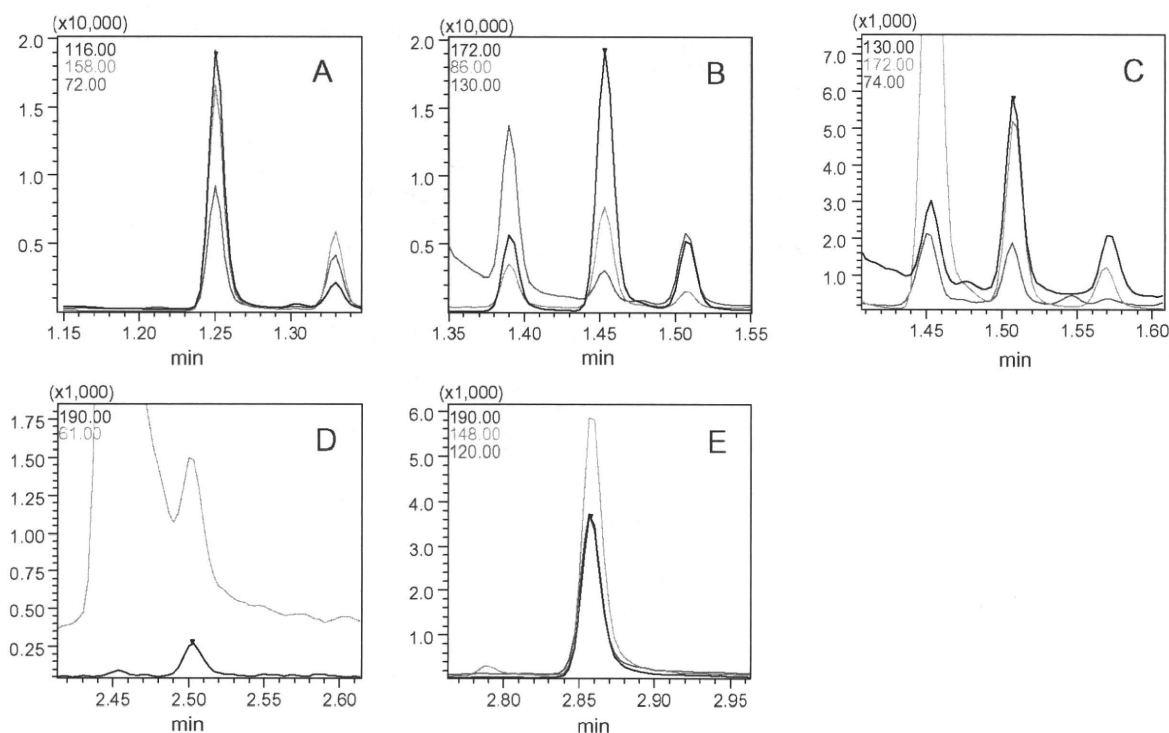 (x10,000)
2.0
1.5
1.0
0.5
116.00
158.00
72.00
A
1.15 1.20 1.25 1.30
min
(x10,000)
2.0
1.5
1.0
0.5
172.00
86.00
130.00
B
1.35 1.40 1.45 1.50 1.55
min
(x1,000)
7.0
6.0
5.0
4.0
3.0
2.0
1.0
130.00
172.00
74.00
C
1.45 1.50 1.55 1.60
min
(x1,000)
1.75
1.50
1.25
1.00
0.75
0.50
0.25
190.00
61.00
D
2.45 2.50 2.55 2.60
min
(x1,000)
6.0
5.0
4.0
3.0
2.0
1.0
190.00
148.00
120.00
E
2.80 2.85 2.90 2.95
min